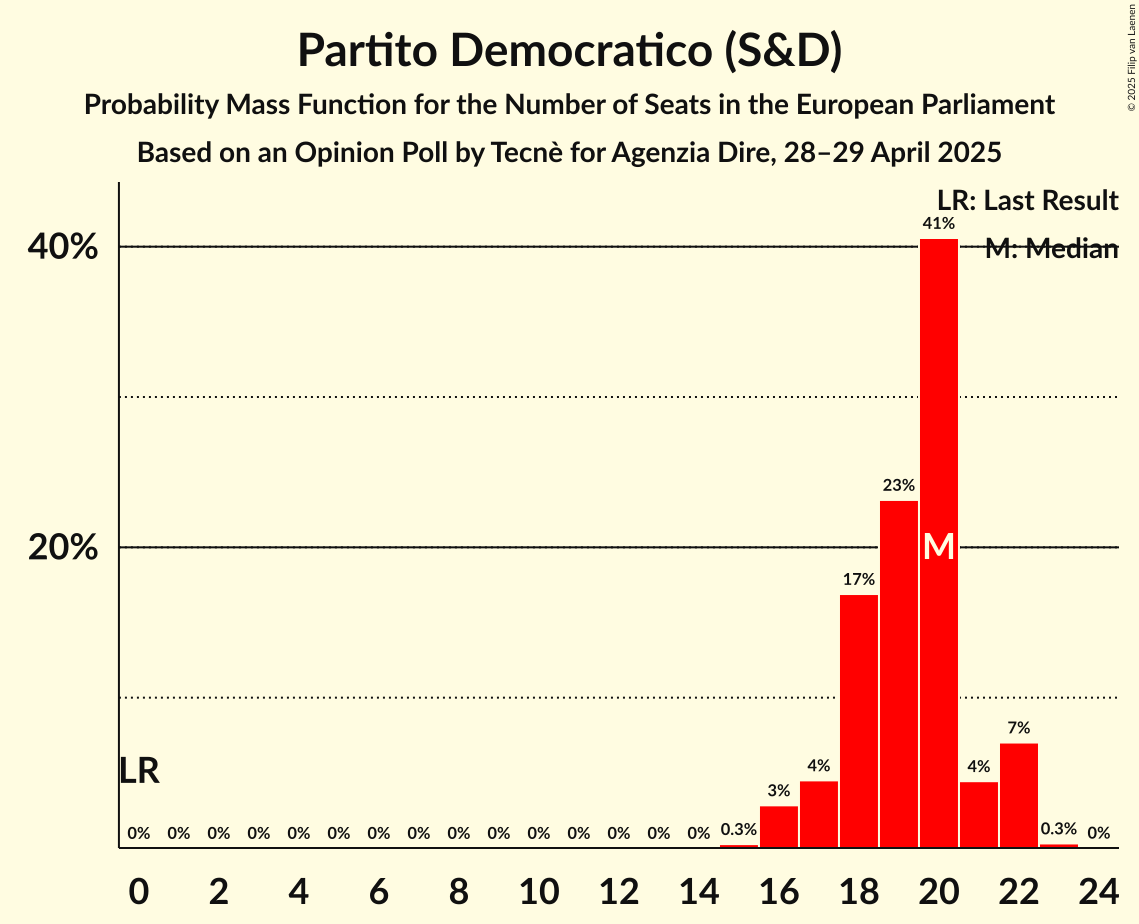 Partito Democratico (S&D)
Probability Mass Function for the Number of Seats in the European Parliament
Based on an Opinion Poll by Tecnè for Agenzia Dire, 28–29 April 2025
© 2025 Filip van Laenen
LR: Last Result
M: Median
40%
20%
41%
23%
M
17%
7%
4%
4%
3%
LR
0% 0% 0% 0% 0% 0% 0% 0% 0% 0% 0% 0% 0% 0% 0% 0.3% 0.3% 0%
0 2 4 6 8 10 12 14 16 18 20 22 24